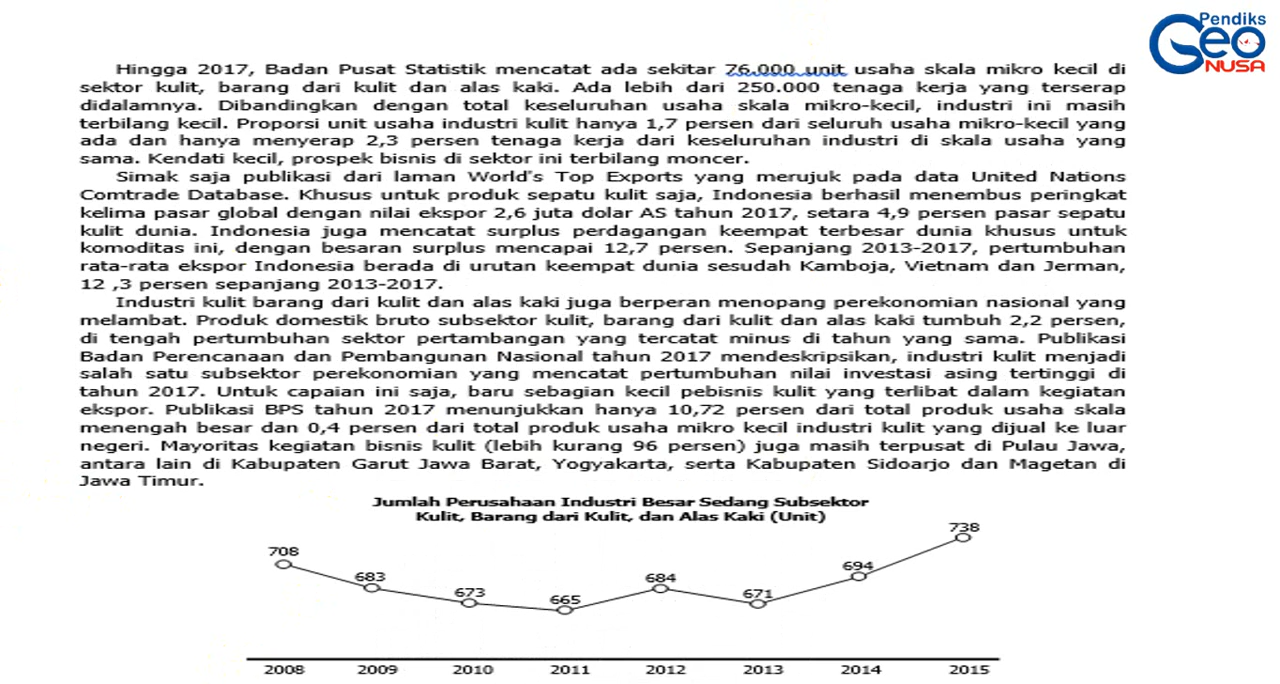 Pendiks
Geo
NUSA
Hingga 2017, Badan Pusat Statistik mencatat ada sekitar 76.000 unit usaha skala mikro kecil di
sektor kulit, barang dari kulit dan alas kaki. Ada lebih dari 250.000 tenaga kerja yang terserap
didalamnya. Dibandingkan dengan total keseluruhan usaha skala mikro-kecil, industri ini masih
terbilang kecil. Proporsi unit usaha industri kulit hanya 1,7 persen dari seluruh usaha mikro-kecil yang
ada dan hanya menyerap 2,3 persen tenaga kerja dari keseluruhan industri di skala usaha yang
sama. Kendati kecil, prospek bisnis di sektor ini terbilang moncer.
Simak saja publikasi dari laman World's Top Exports yang merujuk pada data United Nations
Comtrade Database. Khusus untuk produk sepatu kulit saja, Indonesia berhasil menembus peringkat
kelima pasar global dengan nilai ekspor 2,6 juta dolar AS tahun 2017, setara 4,9 persen pasar sepatu
kulit dunia. Indonesia juga mencatat surplus perdagangan keempat terbesar dunia khusus untuk
komoditas ini, dengan besaran surplus mencapai 12,7 persen. Sepanjang 2013-2017, pertumbuhan
rata-rata ekspor Indonesia berada di urutan keempat dunia sesudah Kamboja, Vietnam dan Jerman,
12 ,3 persen sepanjang 2013-2017.
Industri kulit barang dari kulit dan alas kaki juga berperan menopang perekonomian nasional yang
melambat. Produk domestik bruto subsektor kulit, barang dari kulit dan alas kaki tumbuh 2,2 persen,
di tengah pertumbuhan sektor pertambangan yang tercatat minus di tahun yang sama. Publikasi
Badan Perencanaan dan Pembangunan Nasional tahun 2017 mendeskripsikan, industri kulit menjadi
salah satu subsektor perekonomian yang mencatat pertumbuhan nilai investasi asing tertinggi di
tahun 2017. Untuk capaian ini saja, baru sebagian kecil pebisnis kulit yang terlibat dalam kegiatan
ekspor. Publikasi BPS tahun 2017 menunjukkan hanya 10,72 persen dari total produk usaha skala
menengah besar dan 0,4 persen dari total produk usaha mikro kecil industri kulit yang dijual ke luar
negeri. Mayoritas kegiatan bisnis kulit (lebih kurang 96 persen) juga masih terpusat di Pulau Jawa,
antara lain di Kabupaten Garut Jawa Barat, Yogyakarta, serta Kabupaten Sidoarjo dan Magetan di
Jawa Timur.
Jumlah Perusahaan Industri Besar Sedang Subsektor
Kulit, Barang dari Kulit, dan Alas Kaki (Unit)
708 683 673 665 684 671 694 738
2008 2009 2010 2011 2012 2013 2014 2015